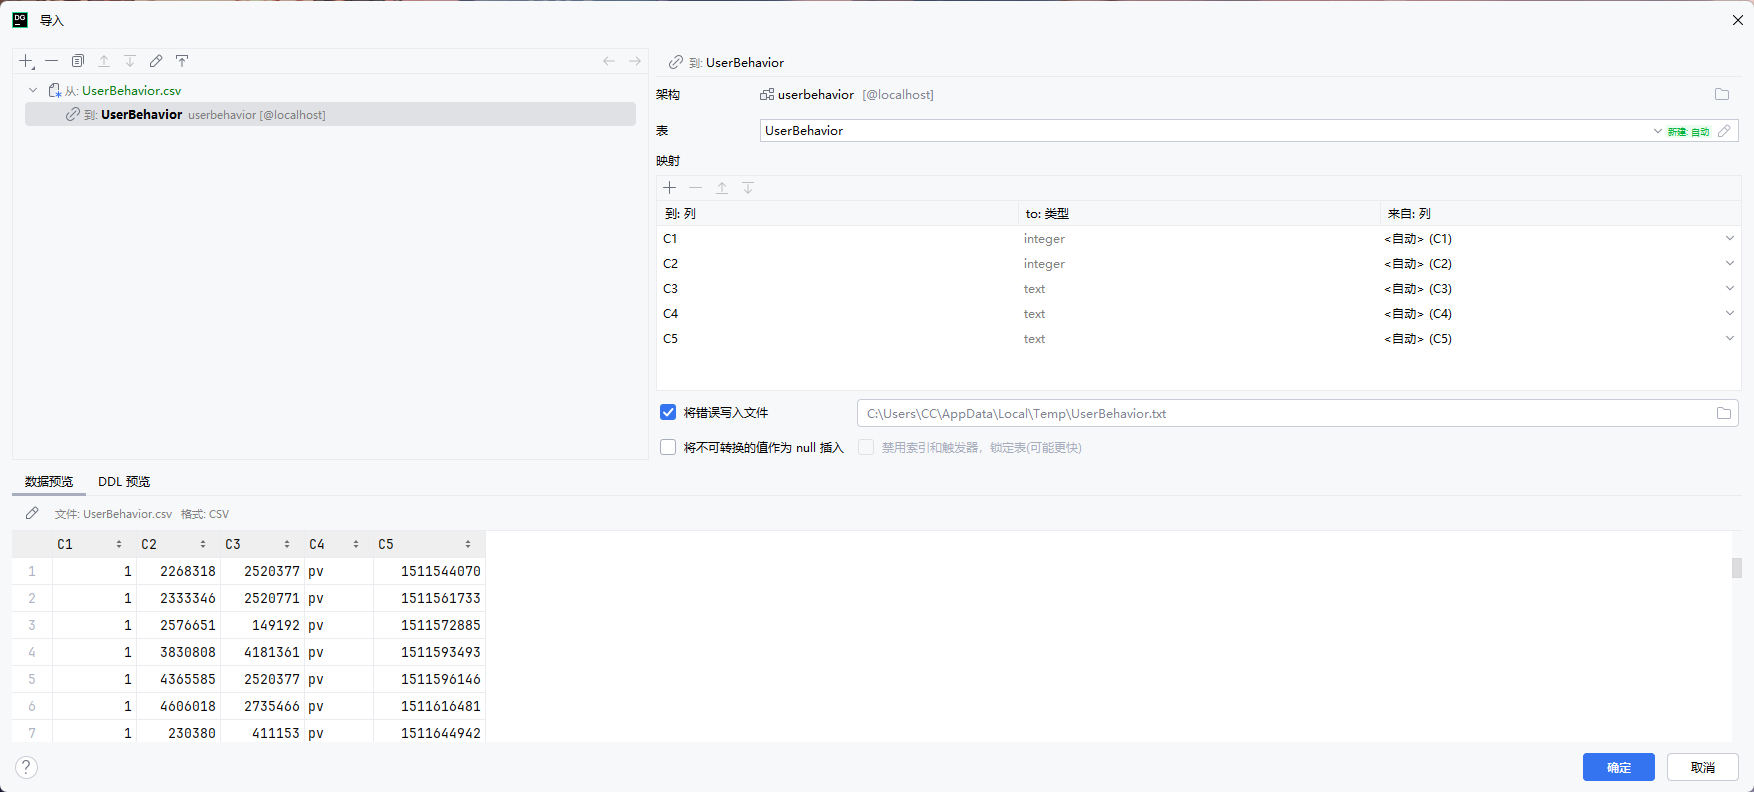 DG 导入
从: UserBehavior.csv
到: UserBehavior userbehavior [@localhost]
到: UserBehavior
架构 userbehavior [@localhost]
表 UserBehavior 新建: 自动
映射
到: 列 to: 类型 来自: 列
C1 integer <自动> (C1)
C2 integer <自动> (C2)
C3 text <自动> (C3)
C4 text <自动> (C4)
C5 text <自动> (C5)
将错误写入文件 C:\Users\CC\AppData\Local\Temp\UserBehavior.txt
将不可转换的值作为 null 插入 禁用索引和触发器，锁定表(可能更快)
数据预览 DDL 预览
文件: UserBehavior.csv 格式: CSV
C1 C2 C3 C4 C5
1 1 2268318 2520377 pv 1511544070
2 1 2333346 2520771 pv 1511561733
3 1 2576651 149192 pv 1511572885
4 1 3830808 4181361 pv 1511593493
5 1 4365585 2520377 pv 1511596146
6 1 4606018 2735466 pv 1511616481
7 1 230380 411153 pv 1511644942
? 确定 取消